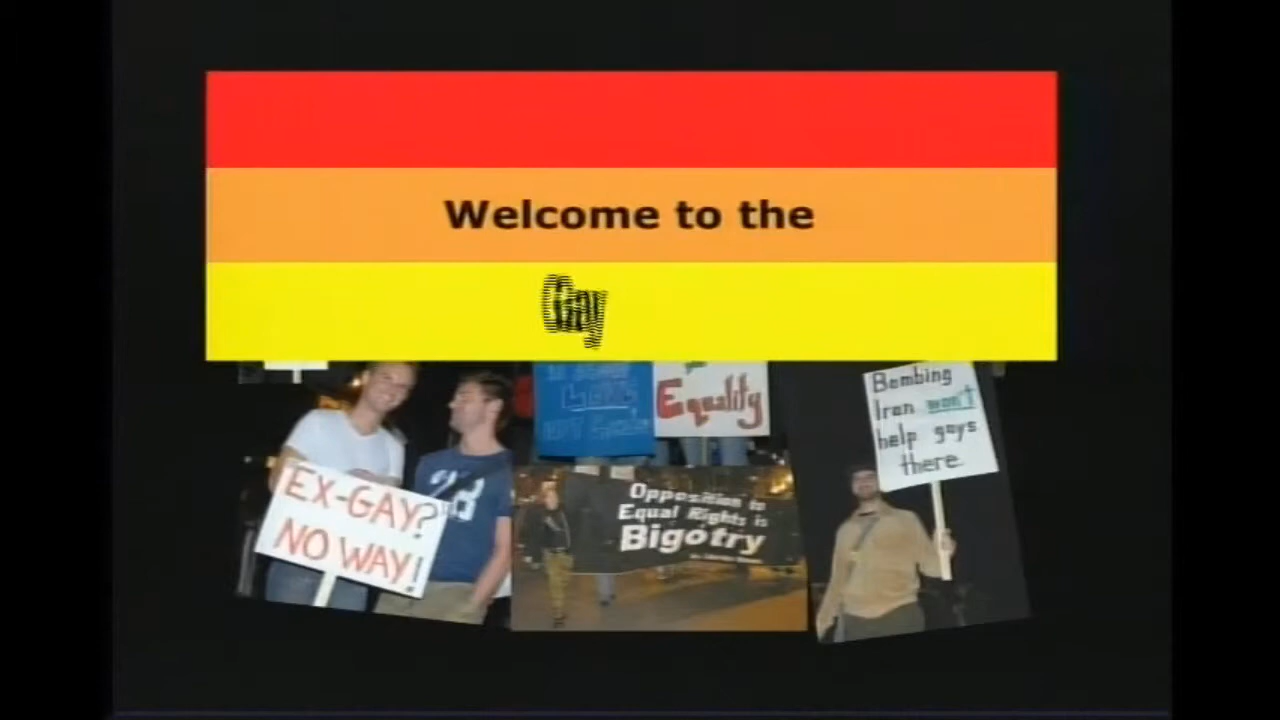 Welcome to the
Gay
Equality
Bombing
Iran won't
help gays
there.
EX-GAY?
NO WAY!
Opposition to
Equal Rights is
Bigotry